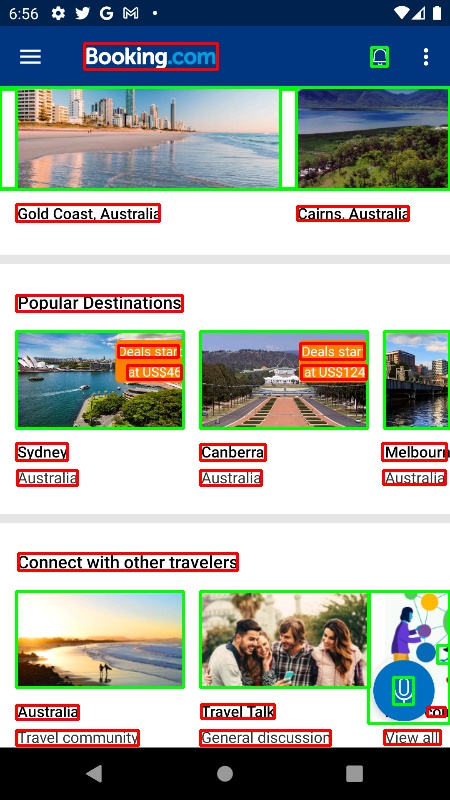 6:56
Booking.com
Gold Coast, Australia
Cairns, Australia
Popular Destinations
Deals star
at US$46
Deals star
at US$124
Sydney
Canberra
Melbourn
Australia
Australia
Australia
Connect with other travelers
Australia
Travel Talk
Travel community
General discussion
View all